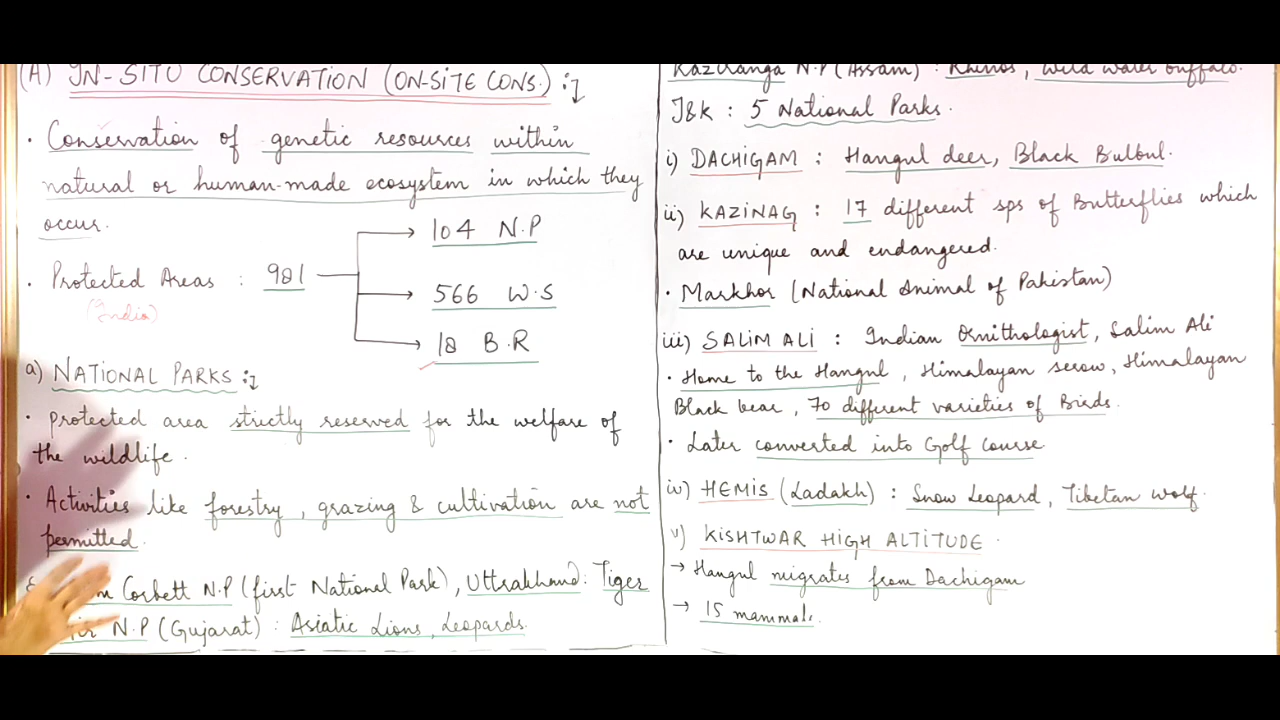 (A) IN-SITU CONSERVATION (ON-SITE CONS.) :
· Conservation of genetic resources within
natural or human-made ecosystem in which they
occur.
· Protected Areas : 981
(India)
104 N.P
566 W.S
18 B.R
a) NATIONAL PARKS :
· Protected area strictly reserved for the welfare of
the wildlife.
· Activities like forestry, grazing & cultivation are not
permitted.
Corbett N.P (first National Park), Uttrakhand : Tiger
N.P (Gujarat) : Asiatic Lions, Leopards.
Kaziranga N.P (Assam) : Rhinos, wild water buffalo.
J&K : 5 National Parks.
i) DACHIGAM : Hangul deer, Black Bulbul.
ii) KAZINAG : 17 different sps of Butterflies which
are unique and endangered.
· Markhor (National Animal of Pakistan)
iii) SALIM ALI : Indian Ornithologist, Salim Ali
· Home to the Hangul, Himalayan serow, Himalayan
Black bear, 70 different varieties of Birds.
· Later converted into Golf Course
iv) HEMIS (Ladakh) : Snow Leopard, Tibetan wolf.
v) KISHTWAR HIGH ALTITUDE.
→ Hangul migrates from Dachigam
→ 15 mammals.